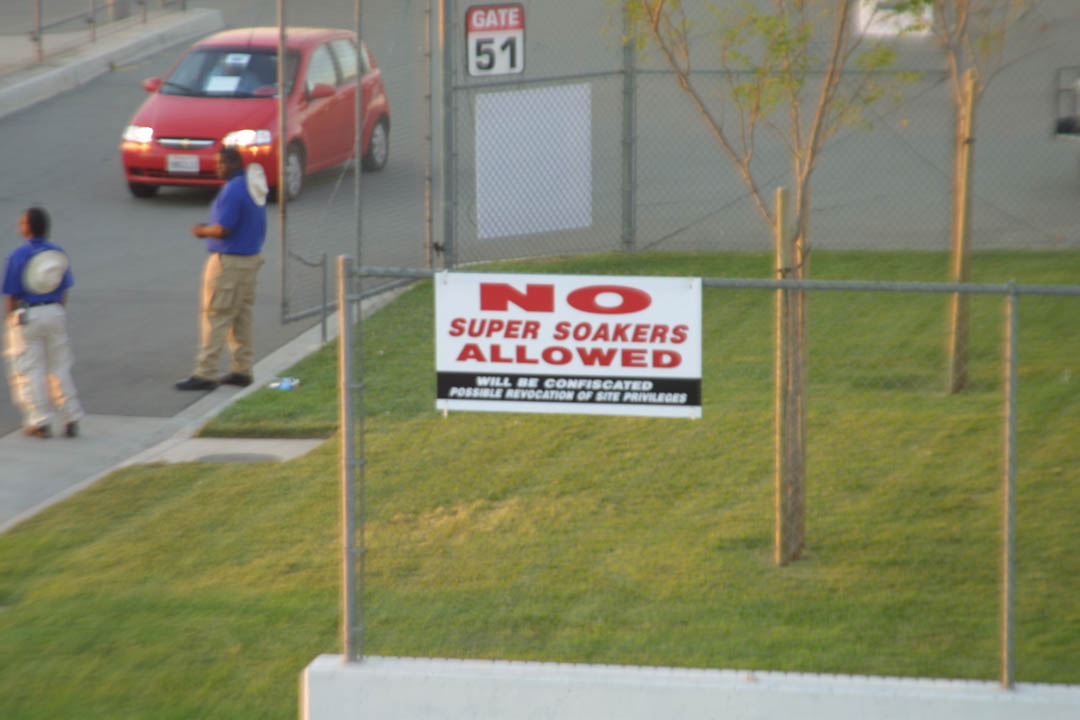 GATE
51
NO
SUPER SOAKERS
ALLOWED
WILL BE CONFISCATED
POSSIBLE REVOCATION OF SITE PRIVILEGES